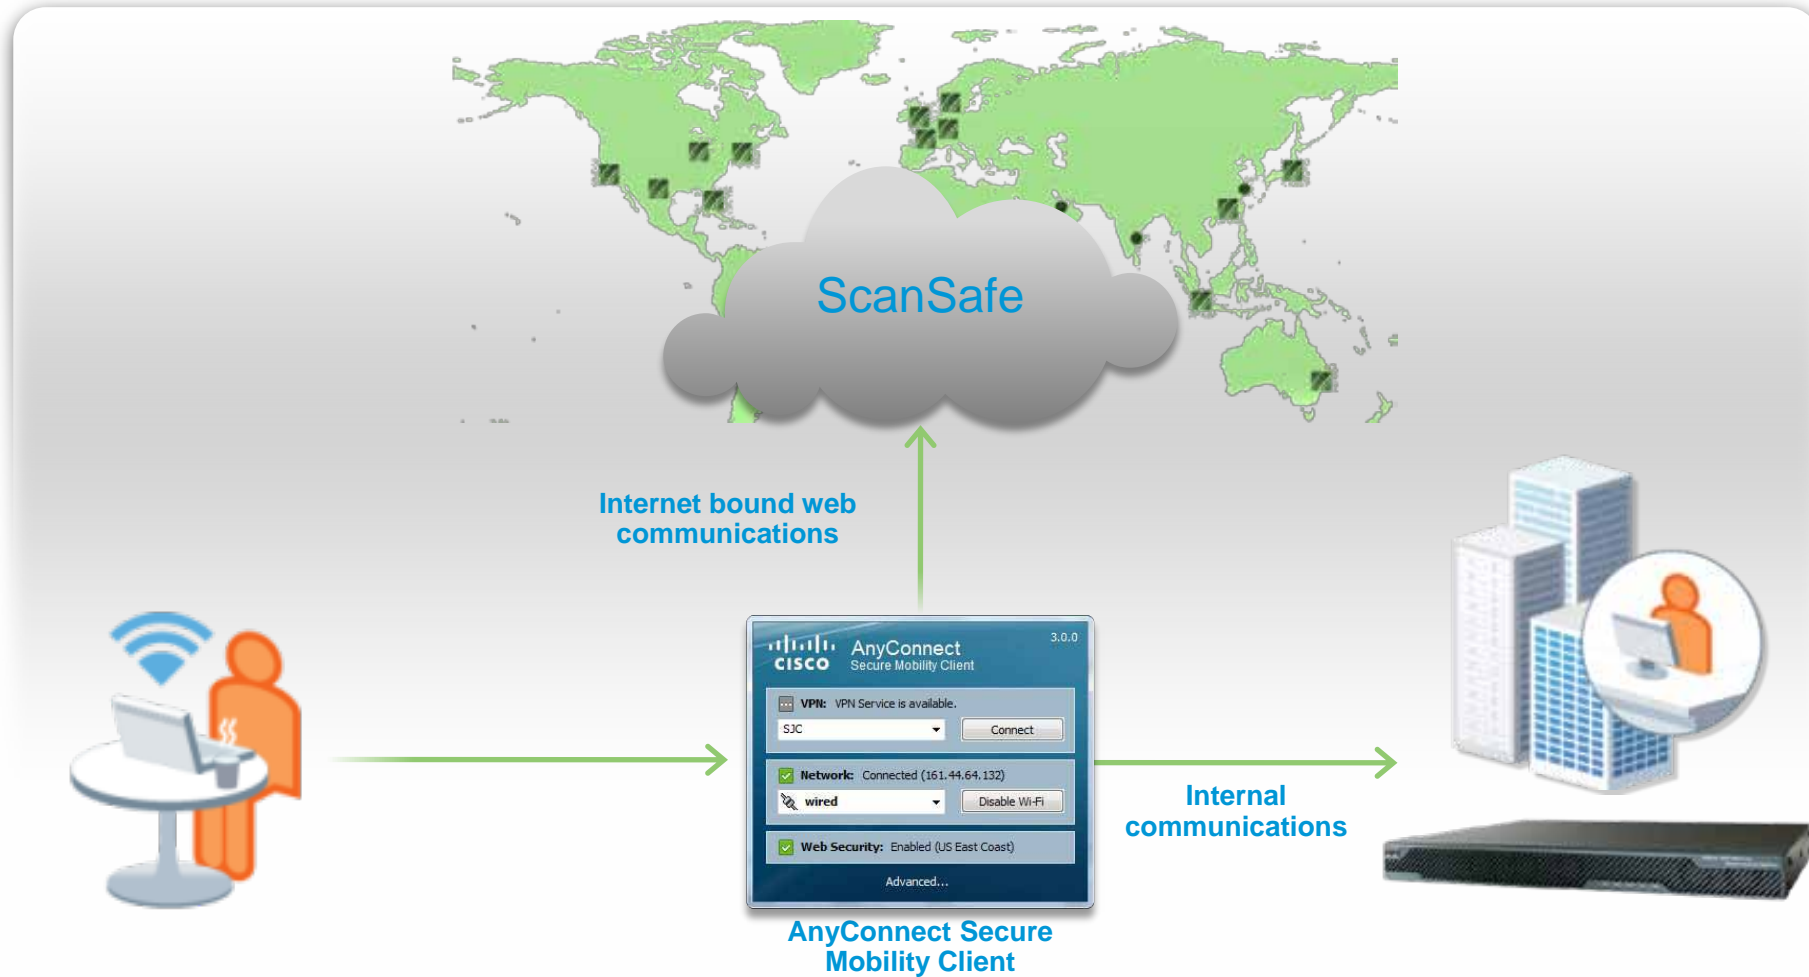 ScanSafe
Internet bound web
communications
CISCO
AnyConnect
Secure Mobility Client
3.0.0
VPN: VPN Service is available.
SJC
Connect
Network: Connected (161.44.64.132)
wired
Disable Wi-Fi
Web Security: Enabled (US East Coast)
Advanced...
Internal
communications
AnyConnect Secure
Mobility Client